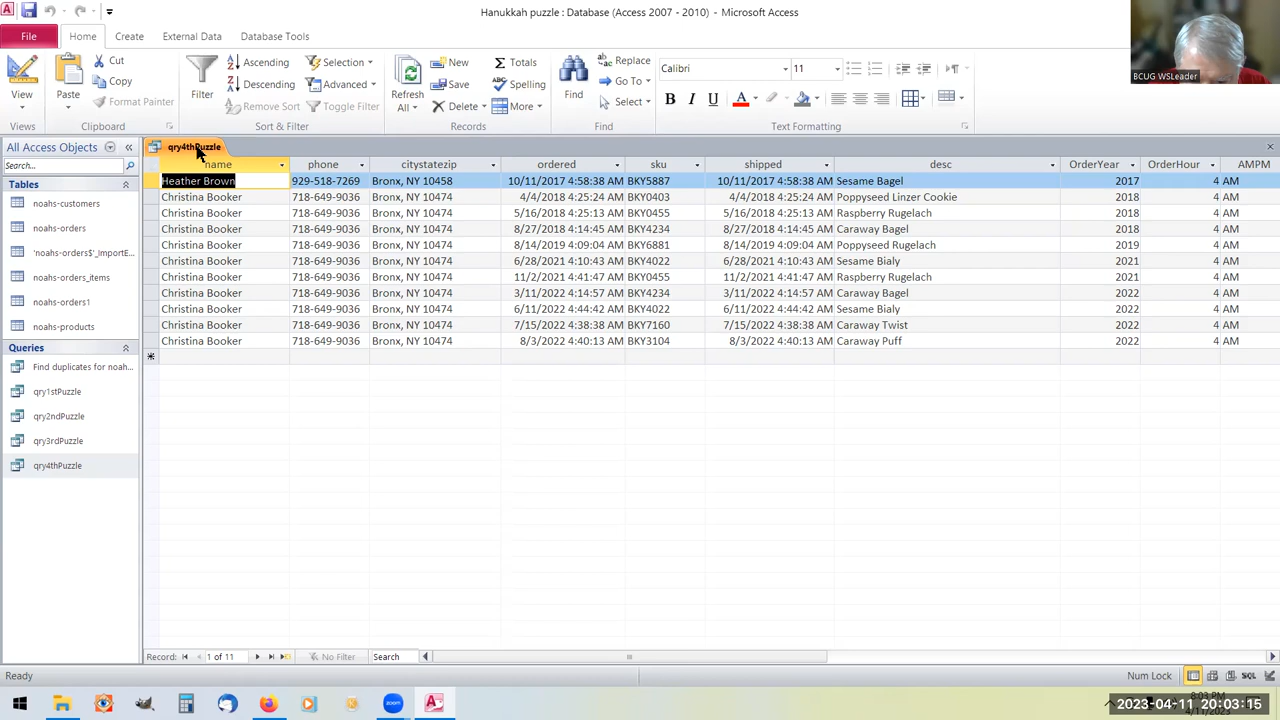 Hanukkah puzzle : Database (Access 2007 - 2010) - Microsoft Access
File Home Create External Data Database Tools
View
Views
Paste
Cut
Copy
Format Painter
Clipboard
Filter
Ascending
Descending
Remove Sort
Selection
Advanced
Toggle Filter
Sort & Filter
Refresh
All
New
Save
Delete
Totals
Spelling
More
Records
Find
Replace
Go To
Select
Find
Calibri 11
B I U A
Text Formatting
BCUG WSLeader
All Access Objects
Search...
Tables
noahs-customers
noahs-orders
'noahs-orders$'_ImportE...
noahs-orders_items
noahs-orders1
noahs-products
Queries
Find duplicates for noah...
qry1stPuzzle
qry2ndPuzzle
qry3rdPuzzle
qry4thPuzzle
qry4thPuzzle
name phone citystatezip ordered sku shipped desc OrderYear OrderHour AMPM
Heather Brown 929-518-7269 Bronx, NY 10458 10/11/2017 4:58:38 AM BKY5887 10/11/2017 4:58:38 AM Sesame Bagel 2017 4 AM
Christina Booker 718-649-9036 Bronx, NY 10474 4/4/2018 4:25:24 AM BKY0403 4/4/2018 4:25:24 AM Poppyseed Linzer Cookie 2018 4 AM
Christina Booker 718-649-9036 Bronx, NY 10474 5/16/2018 4:25:13 AM BKY0455 5/16/2018 4:25:13 AM Raspberry Rugelach 2018 4 AM
Christina Booker 718-649-9036 Bronx, NY 10474 8/27/2018 4:14:45 AM BKY4234 8/27/2018 4:14:45 AM Caraway Bagel 2018 4 AM
Christina Booker 718-649-9036 Bronx, NY 10474 8/14/2019 4:09:04 AM BKY6881 8/14/2019 4:09:04 AM Poppyseed Rugelach 2019 4 AM
Christina Booker 718-649-9036 Bronx, NY 10474 6/28/2021 4:10:43 AM BKY4022 6/28/2021 4:10:43 AM Sesame Bialy 2021 4 AM
Christina Booker 718-649-9036 Bronx, NY 10474 11/2/2021 4:41:47 AM BKY0455 11/2/2021 4:41:47 AM Raspberry Rugelach 2021 4 AM
Christina Booker 718-649-9036 Bronx, NY 10474 3/11/2022 4:14:57 AM BKY4234 3/11/2022 4:14:57 AM Caraway Bagel 2022 4 AM
Christina Booker 718-649-9036 Bronx, NY 10474 6/11/2022 4:44:42 AM BKY4022 6/11/2022 4:44:42 AM Sesame Bialy 2022 4 AM
Christina Booker 718-649-9036 Bronx, NY 10474 7/15/2022 4:38:38 AM BKY7160 7/15/2022 4:38:38 AM Caraway Twist 2022 4 AM
Christina Booker 718-649-9036 Bronx, NY 10474 8/3/2022 4:40:13 AM BKY3104 8/3/2022 4:40:13 AM Caraway Puff 2022 4 AM
Record: 1 of 11 No Filter Search
Ready Num Lock SQL
zoom
8:03 PM
2023-04-11 20:03:15